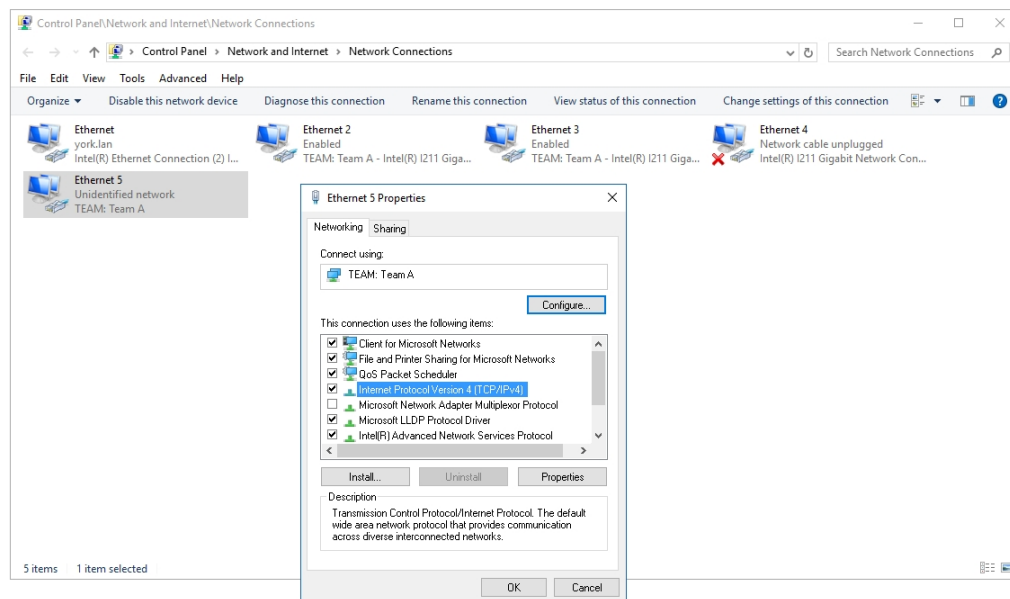 Control Panel\Network and Internet\Network Connections
Control Panel › Network and Internet › Network Connections
Search Network Connections
File Edit View Tools Advanced Help
Organize Disable this network device Diagnose this connection Rename this connection View status of this connection Change settings of this connection
Ethernet
york.lan
Intel(R) Ethernet Connection (2) I...
Ethernet 2
Enabled
TEAM: Team A - Intel(R) I211 Giga...
Ethernet 3
Enabled
TEAM: Team A - Intel(R) I211 Giga...
Ethernet 4
Network cable unplugged
Intel(R) I211 Gigabit Network Con...
Ethernet 5
Unidentified network
TEAM: Team A
Ethernet 5 Properties
Networking Sharing
Connect using:
TEAM: Team A
Configure...
This connection uses the following items:
Client for Microsoft Networks
File and Printer Sharing for Microsoft Networks
QoS Packet Scheduler
Internet Protocol Version 4 (TCP/IPv4)
Microsoft Network Adapter Multiplexor Protocol
Microsoft LLDP Protocol Driver
Intel(R) Advanced Network Services Protocol
Install... Uninstall Properties
Description
Transmission Control Protocol/Internet Protocol. The default
wide area network protocol that provides communication
across diverse interconnected networks.
OK Cancel
5 items 1 item selected